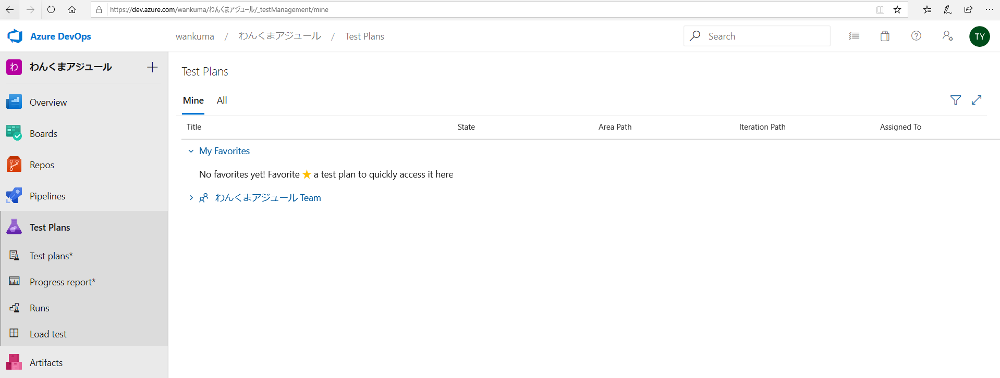 https://dev.azure.com/wankuma/わんくまアジュール/_testManagement/mine
Azure DevOps
wankuma / わんくまアジュール / Test Plans
Search
TY
わ わんくまアジュール
Overview
Boards
Repos
Pipelines
Test Plans
Test plans*
Progress report*
Runs
Load test
Artifacts
Test Plans
Mine All
Title State Area Path Iteration Path Assigned To
My Favorites
No favorites yet! Favorite ★ a test plan to quickly access it here
わんくまアジュール Team